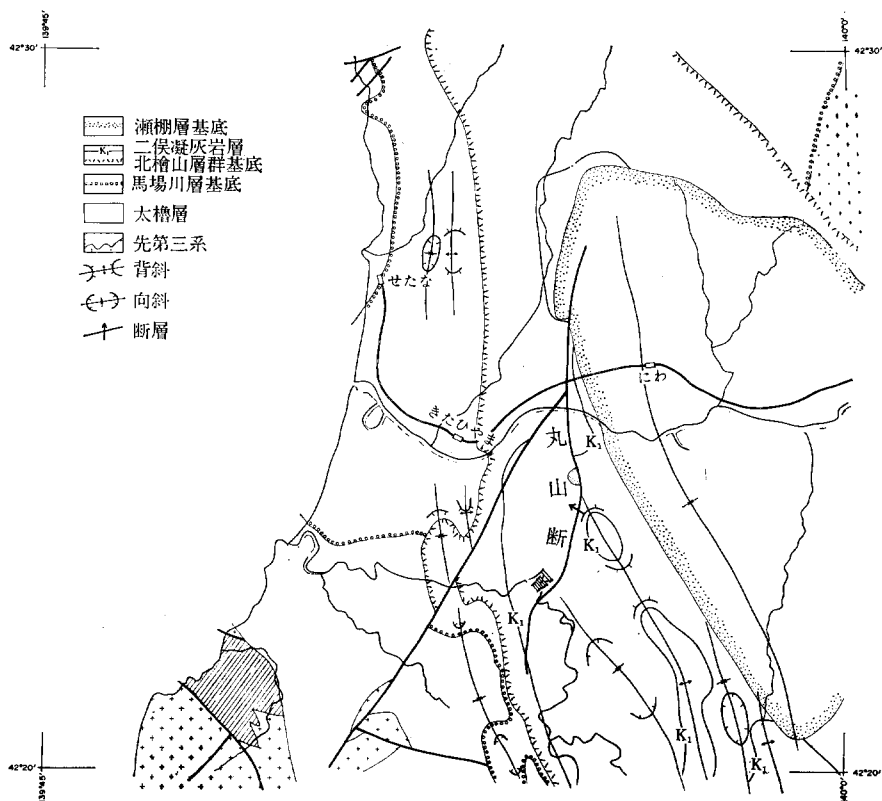 139°45′
140°0′
42°30′
42°30′
瀬棚層基底
K₁ 二俣凝灰岩層
北檜山層群基底
馬場川層基底
太櫓層
先第三系
背斜
向斜
断層
せたな
にわ
きたひやま
K₁
丸山断層
K₁
K₁
K₁
K₁
42°20′
42°20′
139°45′
140°0′